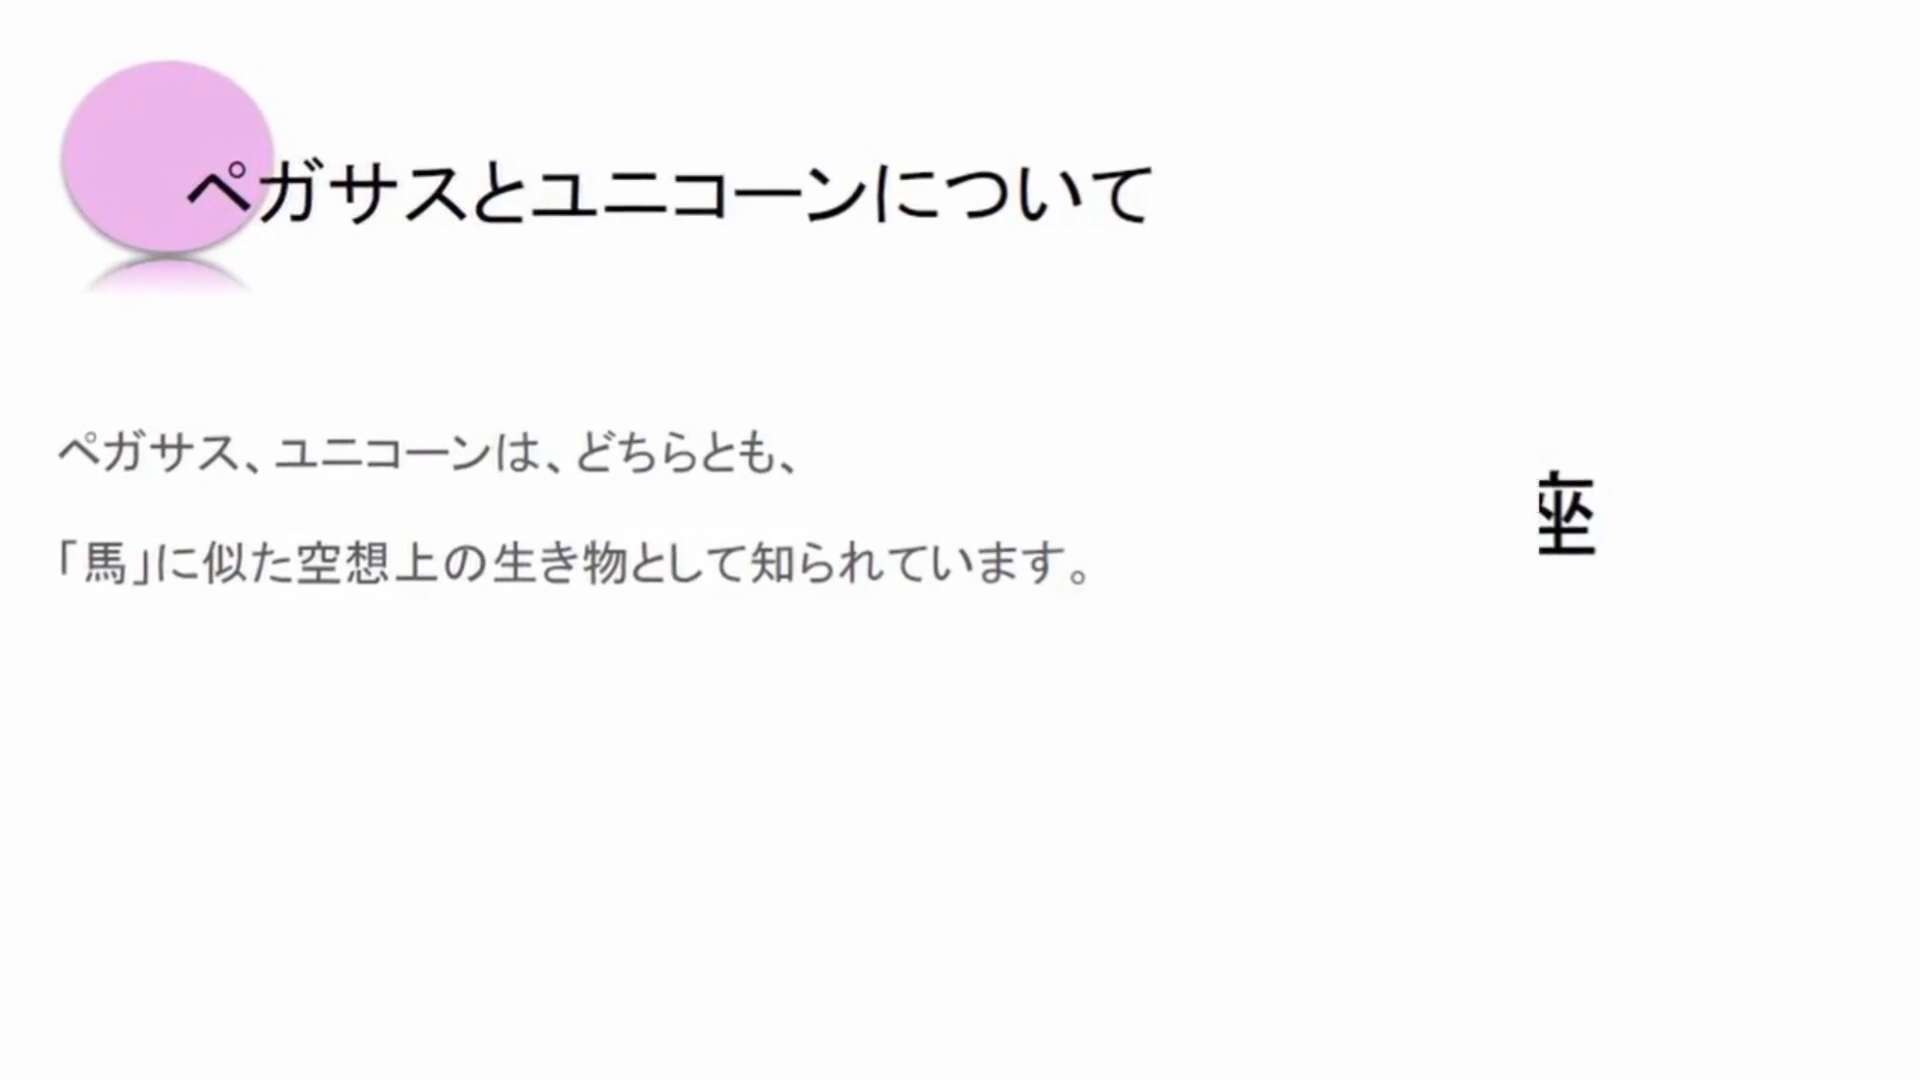 ペガサスとユニコーンについて
ペガサス、ユニコーンは、どちらとも、
「馬」に似た空想上の生き物として知られています。
座